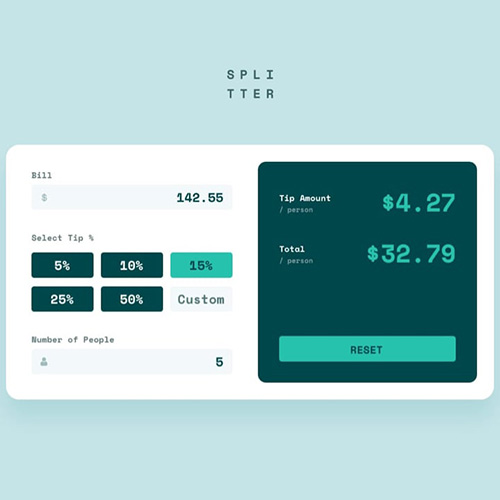 SPLI
TTER
Bill
$ 142.55
Select Tip %
5% 10% 15%
25% 50% Custom
Number of People
5
Tip Amount
/ person
$4.27
Total
/ person
$32.79
RESET